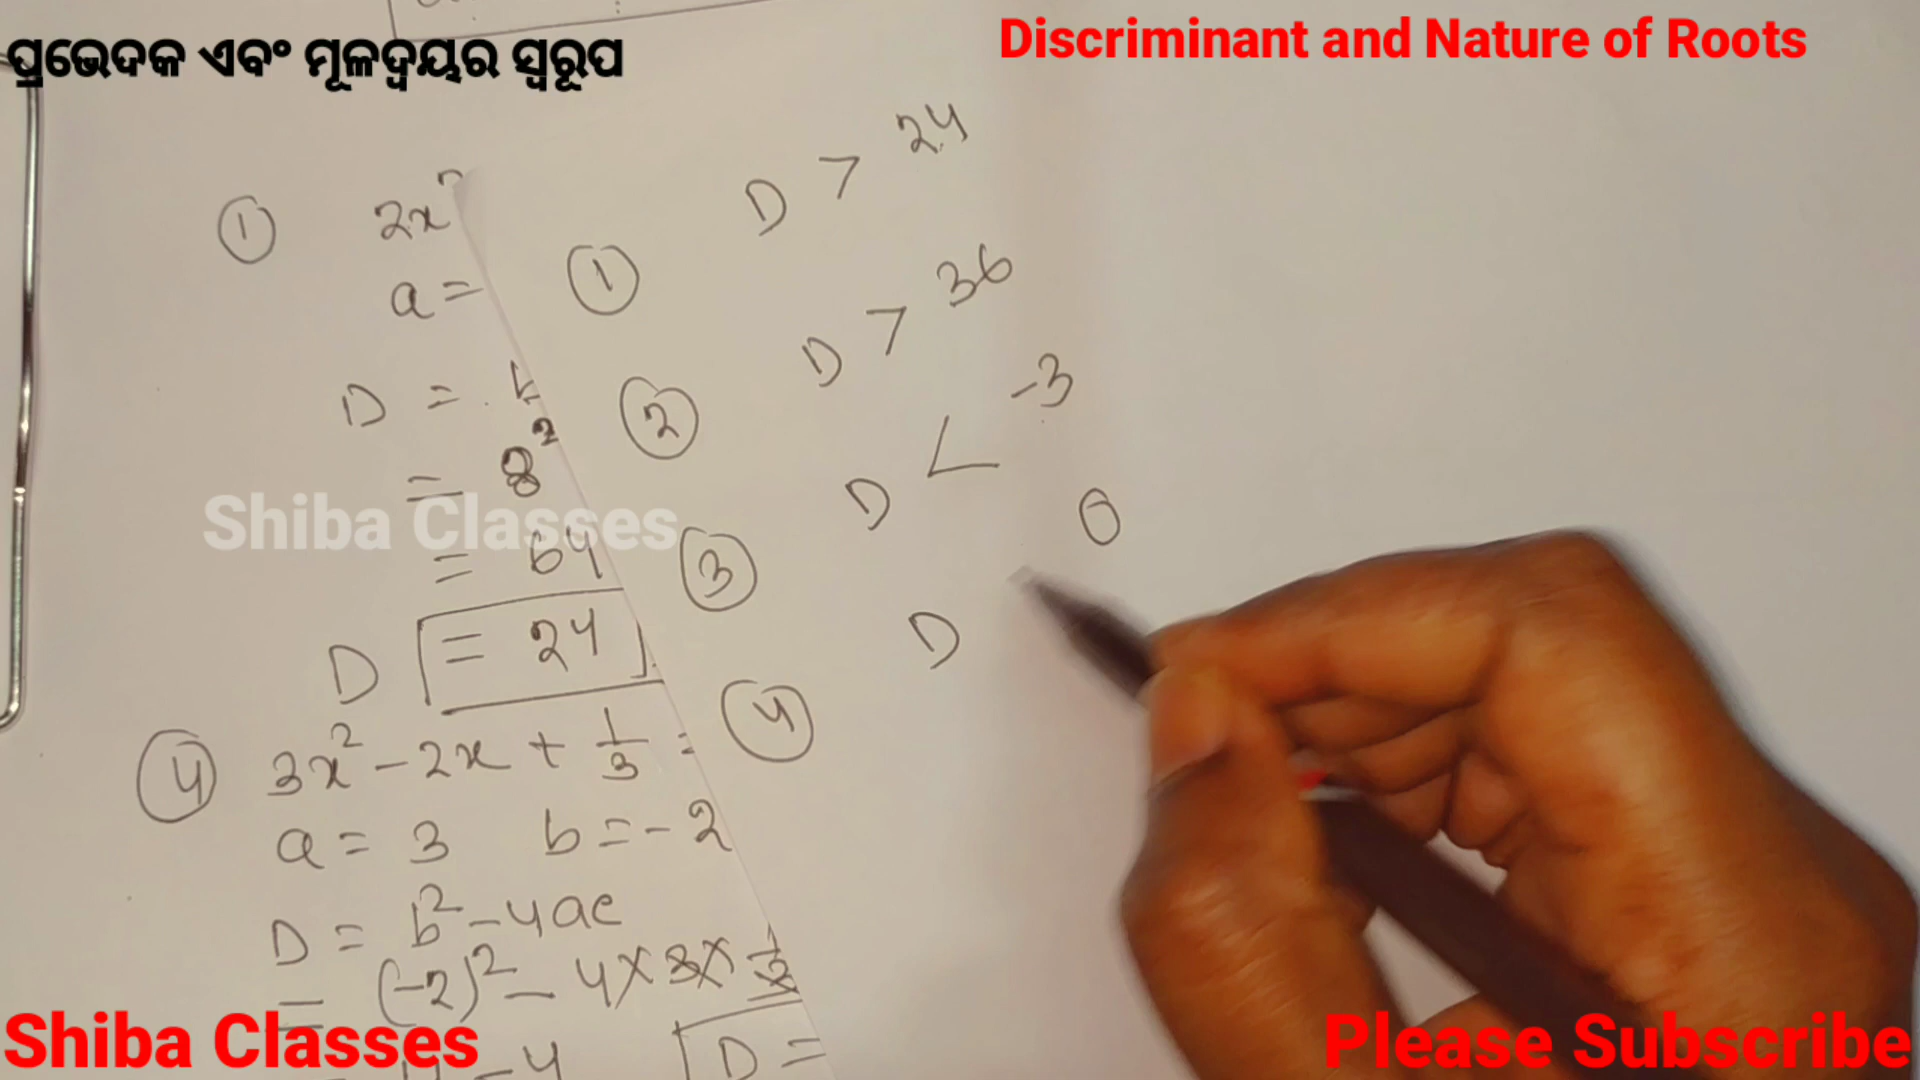 ପ୍ରଭେଦକ ଏବଂ ମୂଳଦ୍ୱୟର ସ୍ୱରୂପ
Discriminant and Nature of Roots
① 2x²
a =
D =
= 8²
= 64
D = 24
④ 3x² - 2x + 1/3 =
a = 3 b = - 2
D = b² - 4ac
= (-2)² - 4 × 3 × 1/3
- 4 D =
① D > 24
② D > 36
③ D < -3
④ D 0
Shiba Classes
Shiba Classes
Please Subscribe